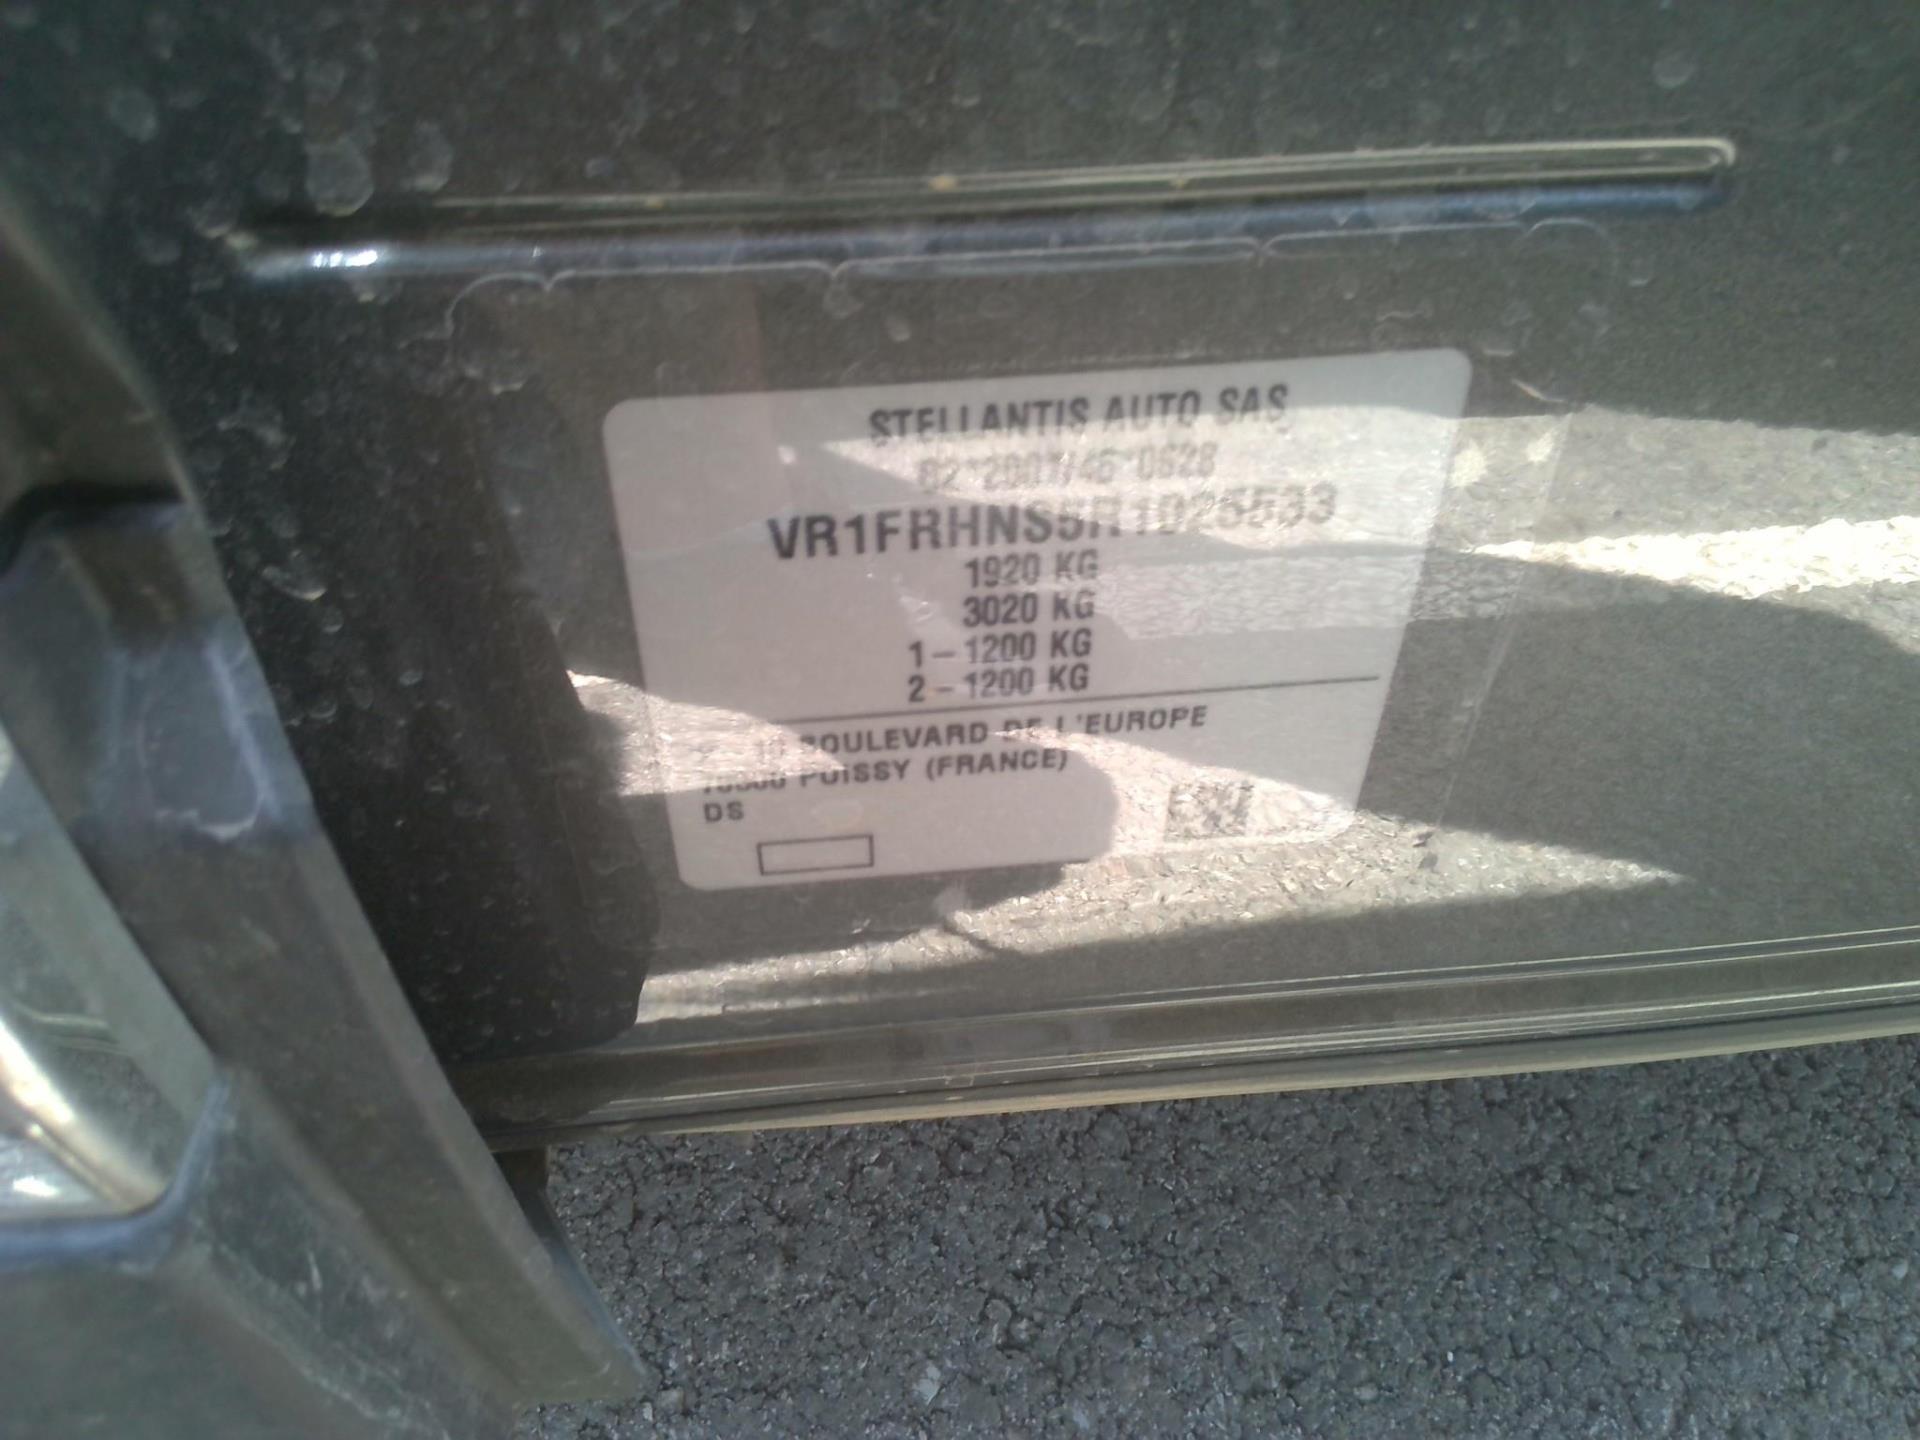 STELLANTIS AUTO SAS
VR1FRHNS5R1025533
1920 KG
3020 KG
1 – 1200 KG
2 – 1200 KG
BOULEVARD DE L'EUROPE
POISSY (FRANCE)
DS